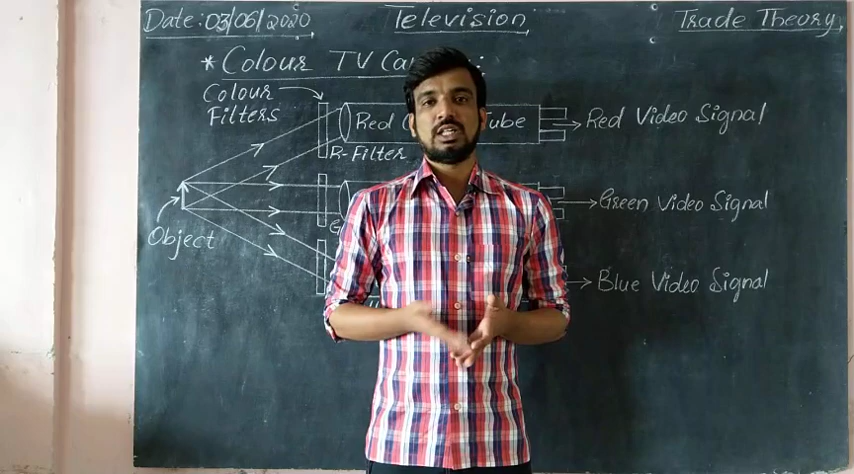 Date:03/06/2020 Television Trade Theory
* Colour TV
Colour
Filters
Red Tube Red Video Signal
R-Filter
Green Video Signal
Object
Blue Video Signal